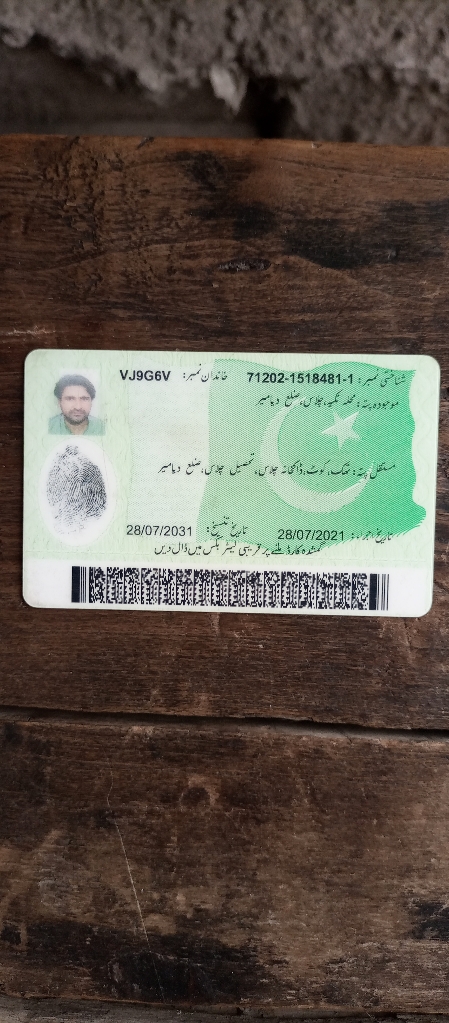 شناختی نمبر: 71202-1518481-1 خاندان نمبر: VJ9G6V
موجودہ پتہ: محلہ تکیہ، چلاس، ضلع دیامیر
مستقل پتہ: تھک، کوٹ، ڈاکخانہ چلاس، تحصیل چلاس، ضلع دیامیر
تاریخ اجراء: 28/07/2021 تاریخ تنسیخ: 28/07/2031
گمشدہ کارڈ ملنے پر قریبی لیٹر بکس میں ڈال دیں